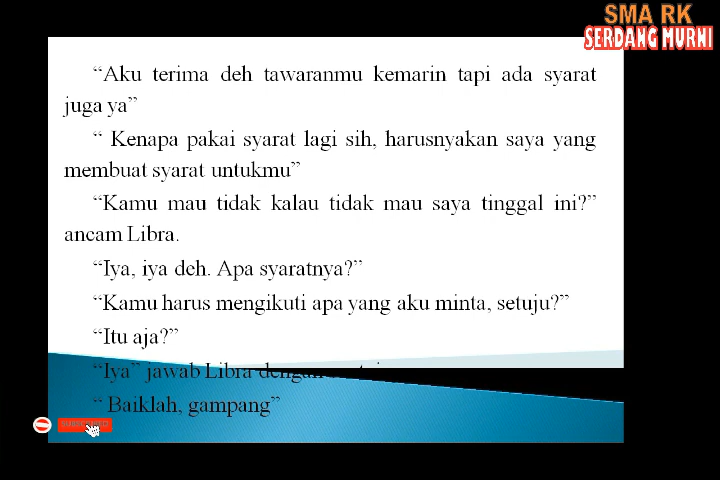 SMA RK
SERDANG MURNI
“Aku terima deh tawaranmu kemarin tapi ada syarat
juga ya”
“ Kenapa pakai syarat lagi sih, harusnyakan saya yang
membuat syarat untukmu”
“Kamu mau tidak kalau tidak mau saya tinggal ini?”
ancam Libra.
“Iya, iya deh. Apa syaratnya?”
“Kamu harus mengikuti apa yang aku minta, setuju?”
“Itu aja?”
“Iya” jawab Libra dengan
“ Baiklah, gampang”